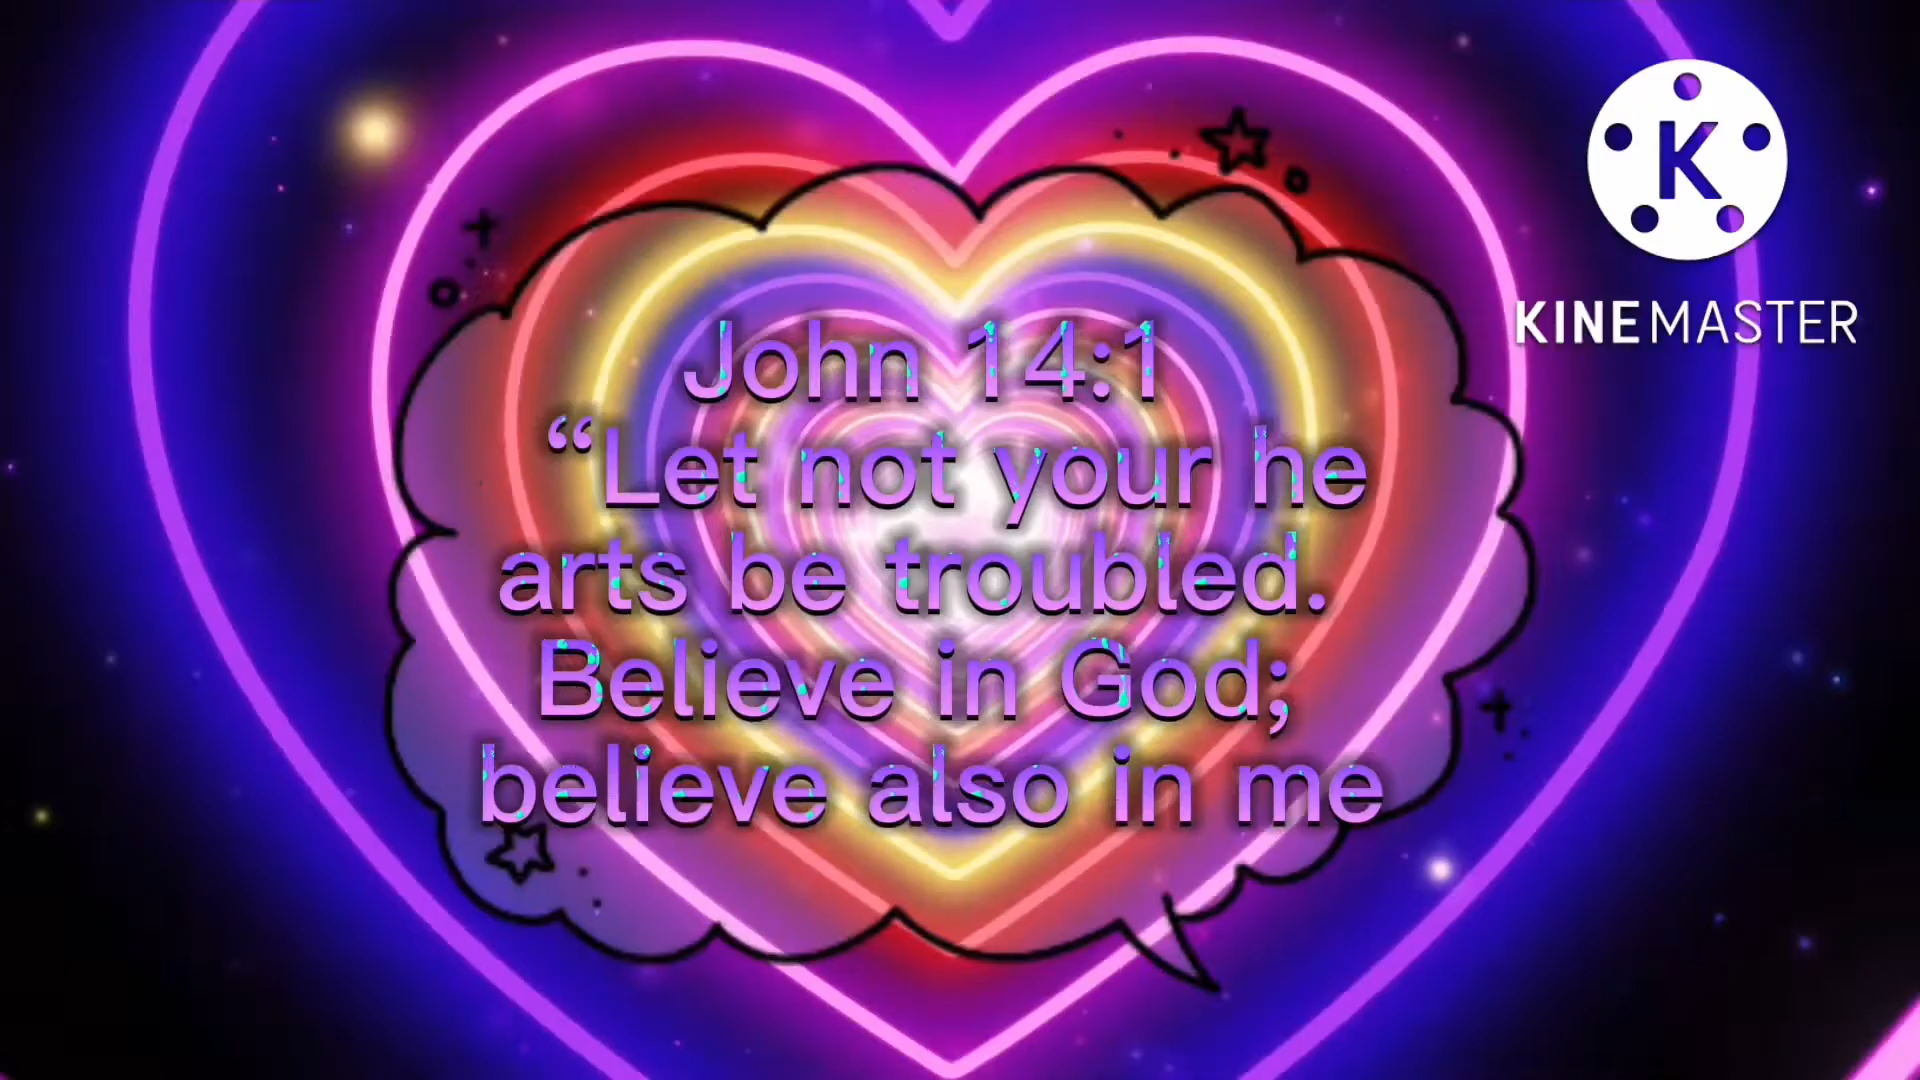 John 14:1
“Let not your he
arts be troubled.
Believe in God;
believe also in me
K
KINEMASTER